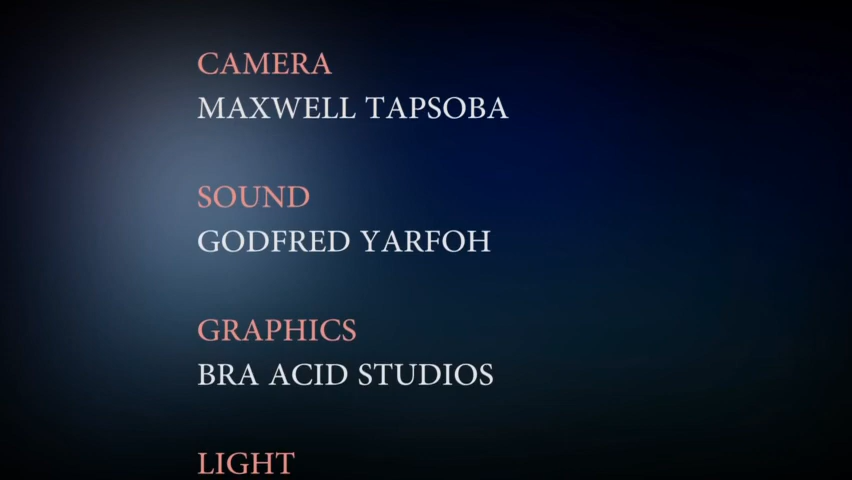 CAMERA
MAXWELL TAPSOBA
SOUND
GODFRED YARFOH
GRAPHICS
BRA ACID STUDIOS
LIGHT